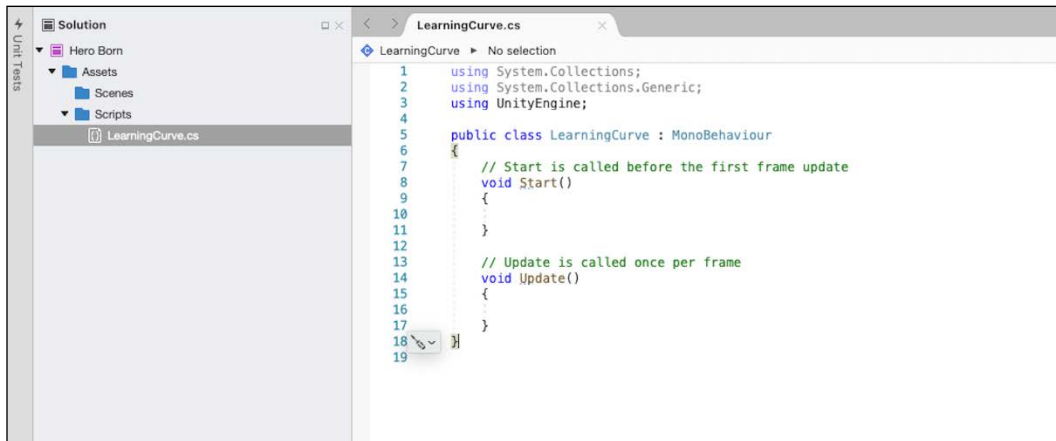 Unit Tests
Solution
Hero Born
Assets
Scenes
Scripts
LearningCurve.cs
LearningCurve.cs
LearningCurve ▸ No selection
1 using System.Collections;
2 using System.Collections.Generic;
3 using UnityEngine;
4
5 public class LearningCurve : MonoBehaviour
6 {
7 // Start is called before the first frame update
8 void Start()
9 {
10
11 }
12
13 // Update is called once per frame
14 void Update()
15 {
16
17 }
18 }
19